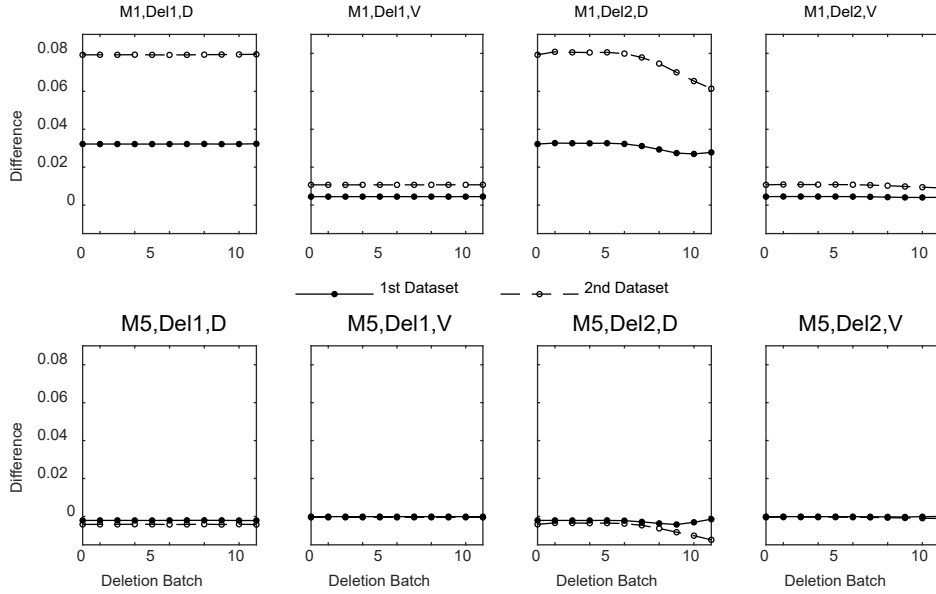 M1,Del1,D M1,Del1,V M1,Del2,D M1,Del2,V
0.08
0.06
0.04
0.02
0
Difference
0 5 10 0 5 10 0 5 10 0 5 10
1st Dataset 2nd Dataset
M5,Del1,D M5,Del1,V M5,Del2,D M5,Del2,V
0.08
0.06
0.04
0.02
0
Difference
0 5 10 0 5 10 0 5 10 0 5 10
Deletion Batch Deletion Batch Deletion Batch Deletion Batch